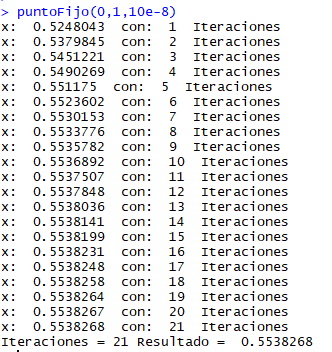 > puntoFijo(0,1,10e-8)
x:  0.5248043  con:  1  Iteraciones
x:  0.5379845  con:  2  Iteraciones
x:  0.5451221  con:  3  Iteraciones
x:  0.5490269  con:  4  Iteraciones
x:  0.551175  con:  5  Iteraciones
x:  0.5523602  con:  6  Iteraciones
x:  0.5530153  con:  7  Iteraciones
x:  0.5533776  con:  8  Iteraciones
x:  0.5535782  con:  9  Iteraciones
x:  0.5536892  con:  10  Iteraciones
x:  0.5537507  con:  11  Iteraciones
x:  0.5537848  con:  12  Iteraciones
x:  0.5538036  con:  13  Iteraciones
x:  0.5538141  con:  14  Iteraciones
x:  0.5538199  con:  15  Iteraciones
x:  0.5538231  con:  16  Iteraciones
x:  0.5538248  con:  17  Iteraciones
x:  0.5538258  con:  18  Iteraciones
x:  0.5538264  con:  19  Iteraciones
x:  0.5538267  con:  20  Iteraciones
x:  0.5538268  con:  21  Iteraciones
Iteraciones = 21 Resultado =  0.5538268